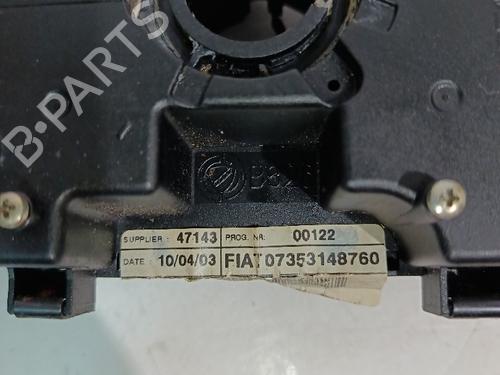 B-PARTS
SUPPLIER : 47143 PROG. NR: 00122
DATE : 10/04/03 FIAT 07353148760